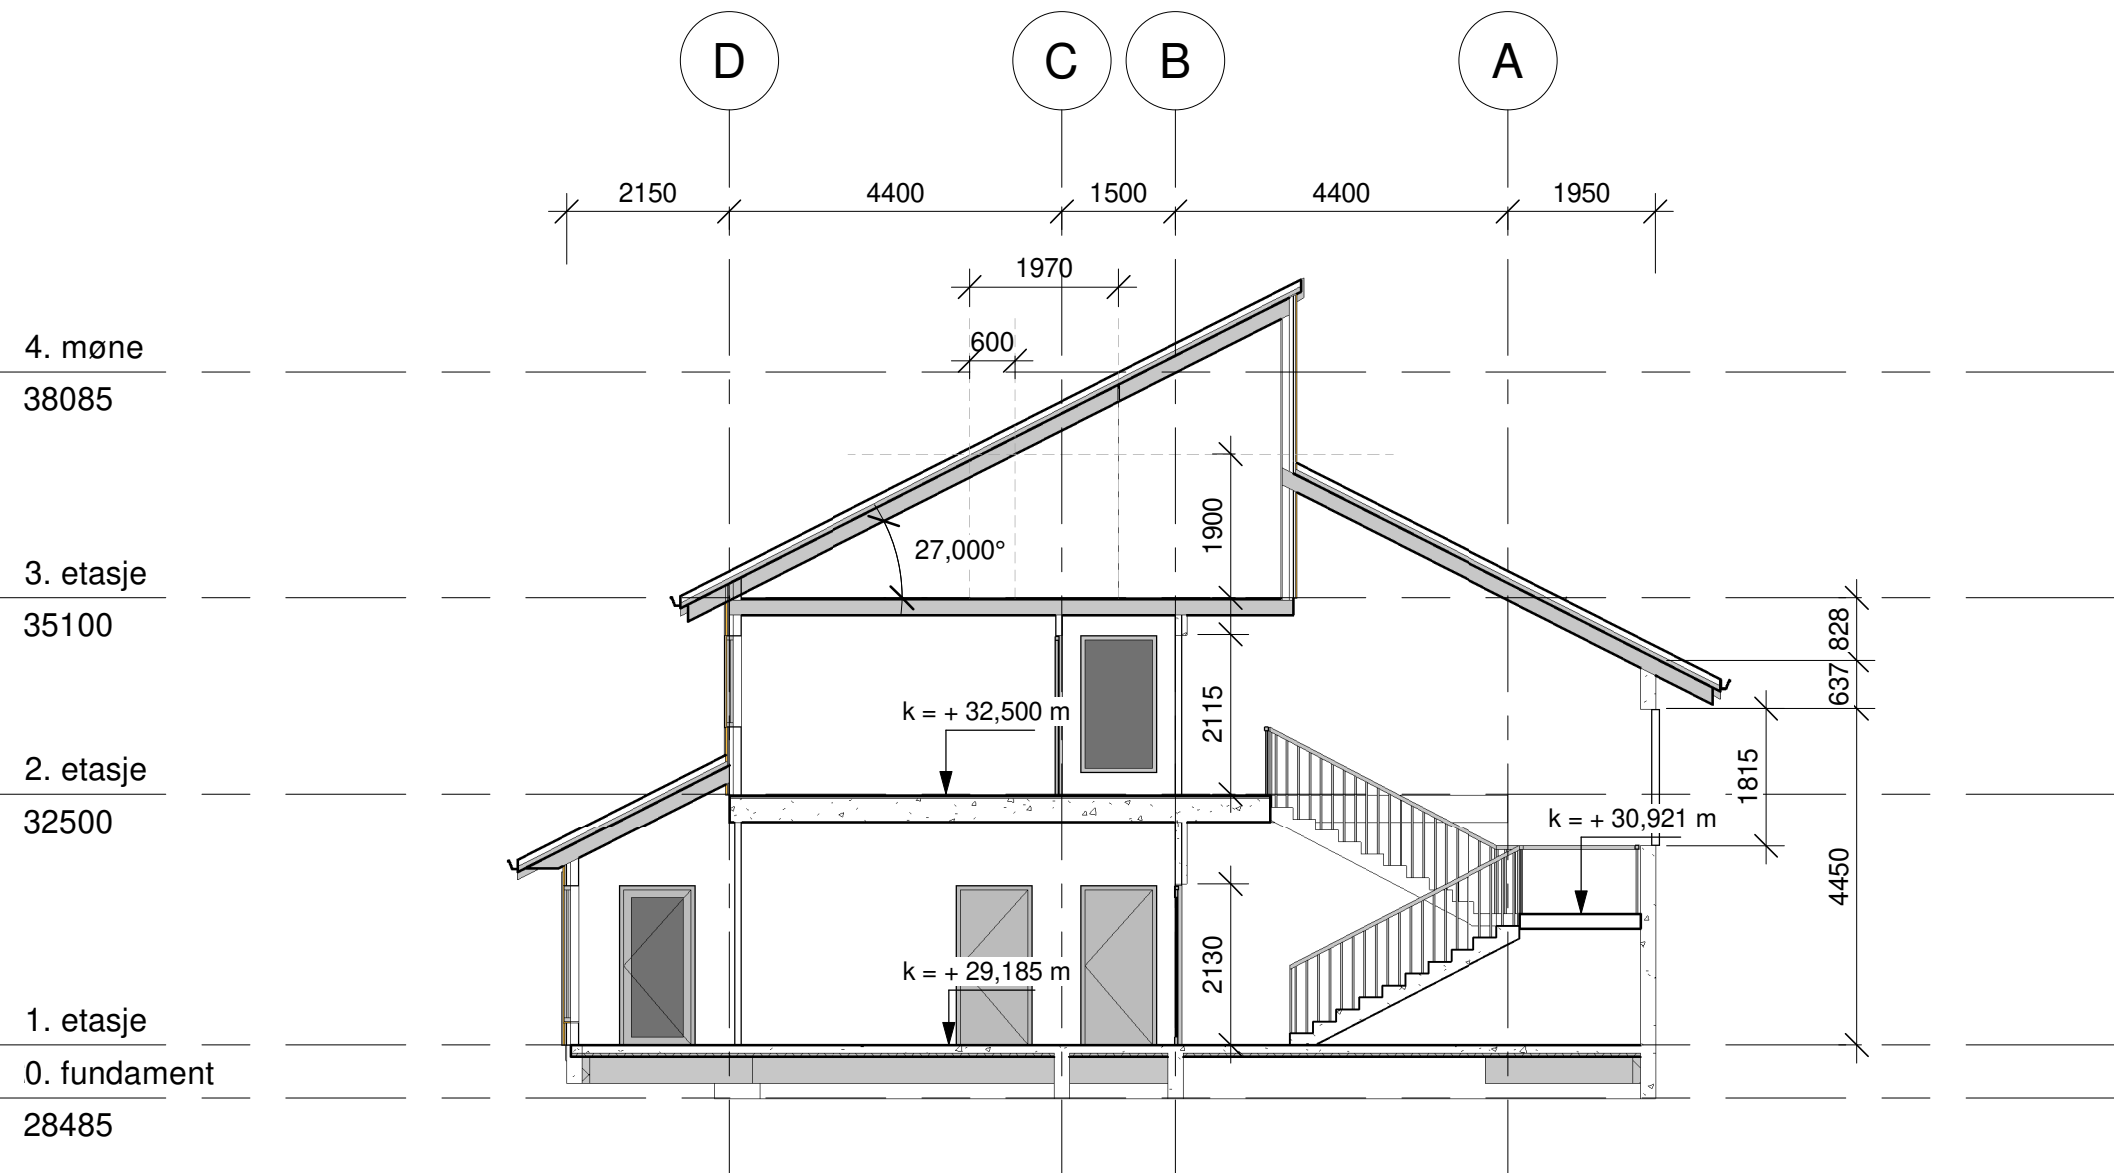 D C B A
2150 4400 1500 4400 1950
1970
600
4. møne
38085
1900
27,000°
3. etasje
35100
828
637
2115
k = + 32,500 m
1815
2. etasje
32500
k = + 30,921 m
4450
2130
k = + 29,185 m
1. etasje
0. fundament
28485